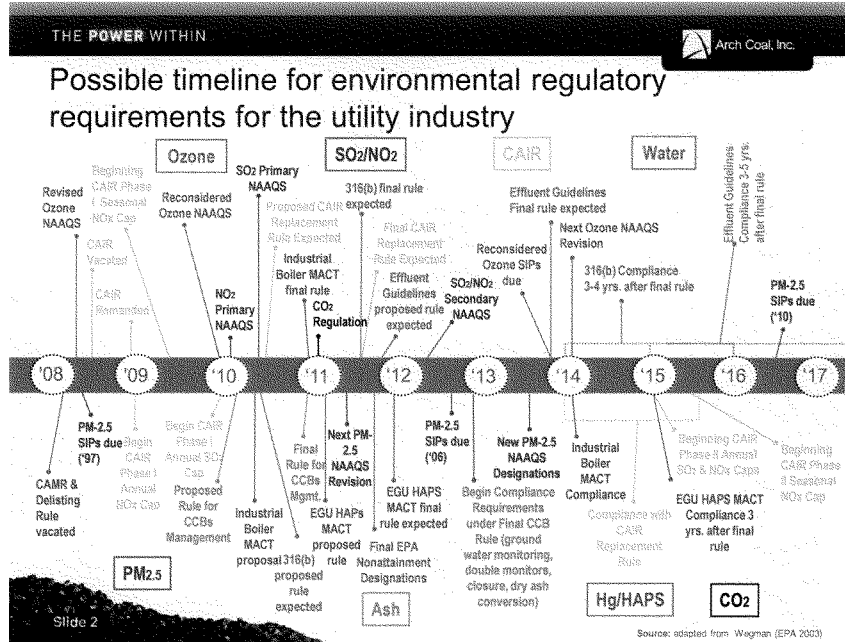 THE POWER WITHIN
Arch Coal, Inc.
Possible timeline for environmental regulatory
requirements for the utility industry
Ozone
SO2/NO2
CAIR
Water
Revised
Ozone
NAAQS
Beginning
CAIR Phase
I Seasonal
NOx Cap
CAIR
Vacated
CAIR
Remanded
Reconsidered
Ozone NAAQS
NO2
Primary
NAAQS
SO2 Primary
NAAQS
Proposed CAIR
Replacement
Rule Expected
Industrial
Boiler MACT
final rule
CO2
Regulation
316(b) final rule
expected
Final CAIR
Replacement
Rule Expected
Effluent
Guidelines
proposed rule
expected
SO2/NO2
Secondary
NAAQS
Reconsidered
Ozone SIPs
due
Effluent Guidelines
Final rule expected
Next Ozone NAAQS
Revision
316(b) Compliance
3-4 yrs. after final rule
Effluent Guidelines
Compliance 3-5 yrs.
after final rule
PM-2.5
SIPs due
('10)
'08
'09
'10
'11
'12
'13
'14
'15
'16
'17
CAMR &
Delisting
Rule
vacated
PM-2.5
SIPs due
('97)
Begin
CAIR
Phase I
Annual
NOx Cap
Begin CAIR
Phase I
Annual SO2
Cap
Proposed
Rule for
CCBs
Management
Industrial
Boiler
MACT
proposal
316(b)
proposed
rule
expected
Final
Rule for
CCBs
Mgmt.
EGU HAPs
MACT
proposed
rule
Next PM-
2.5
NAAQS
Revision
Final EPA
Nonattainment
Designations
EGU HAPS
MACT final
rule expected
PM-2.5
SIPs due
('06)
Begin Compliance
Requirements
under Final CCB
Rule (ground
water monitoring,
double monitors,
closure, dry ash
conversion)
New PM-2.5
NAAQS
Designations
Industrial
Boiler
MACT
Compliance
Compliance with
CAIR
Replacement
Rule
Beginning CAIR
Phase II Annual
SO2 & NOx Caps
EGU HAPS MACT
Compliance 3
yrs. after final
rule
Beginning
CAIR Phase
II Seasonal
NOx Cap
PM2.5
Ash
Hg/HAPS
CO2
Slide 2
Source: adapted from Wegman (EPA 2003)